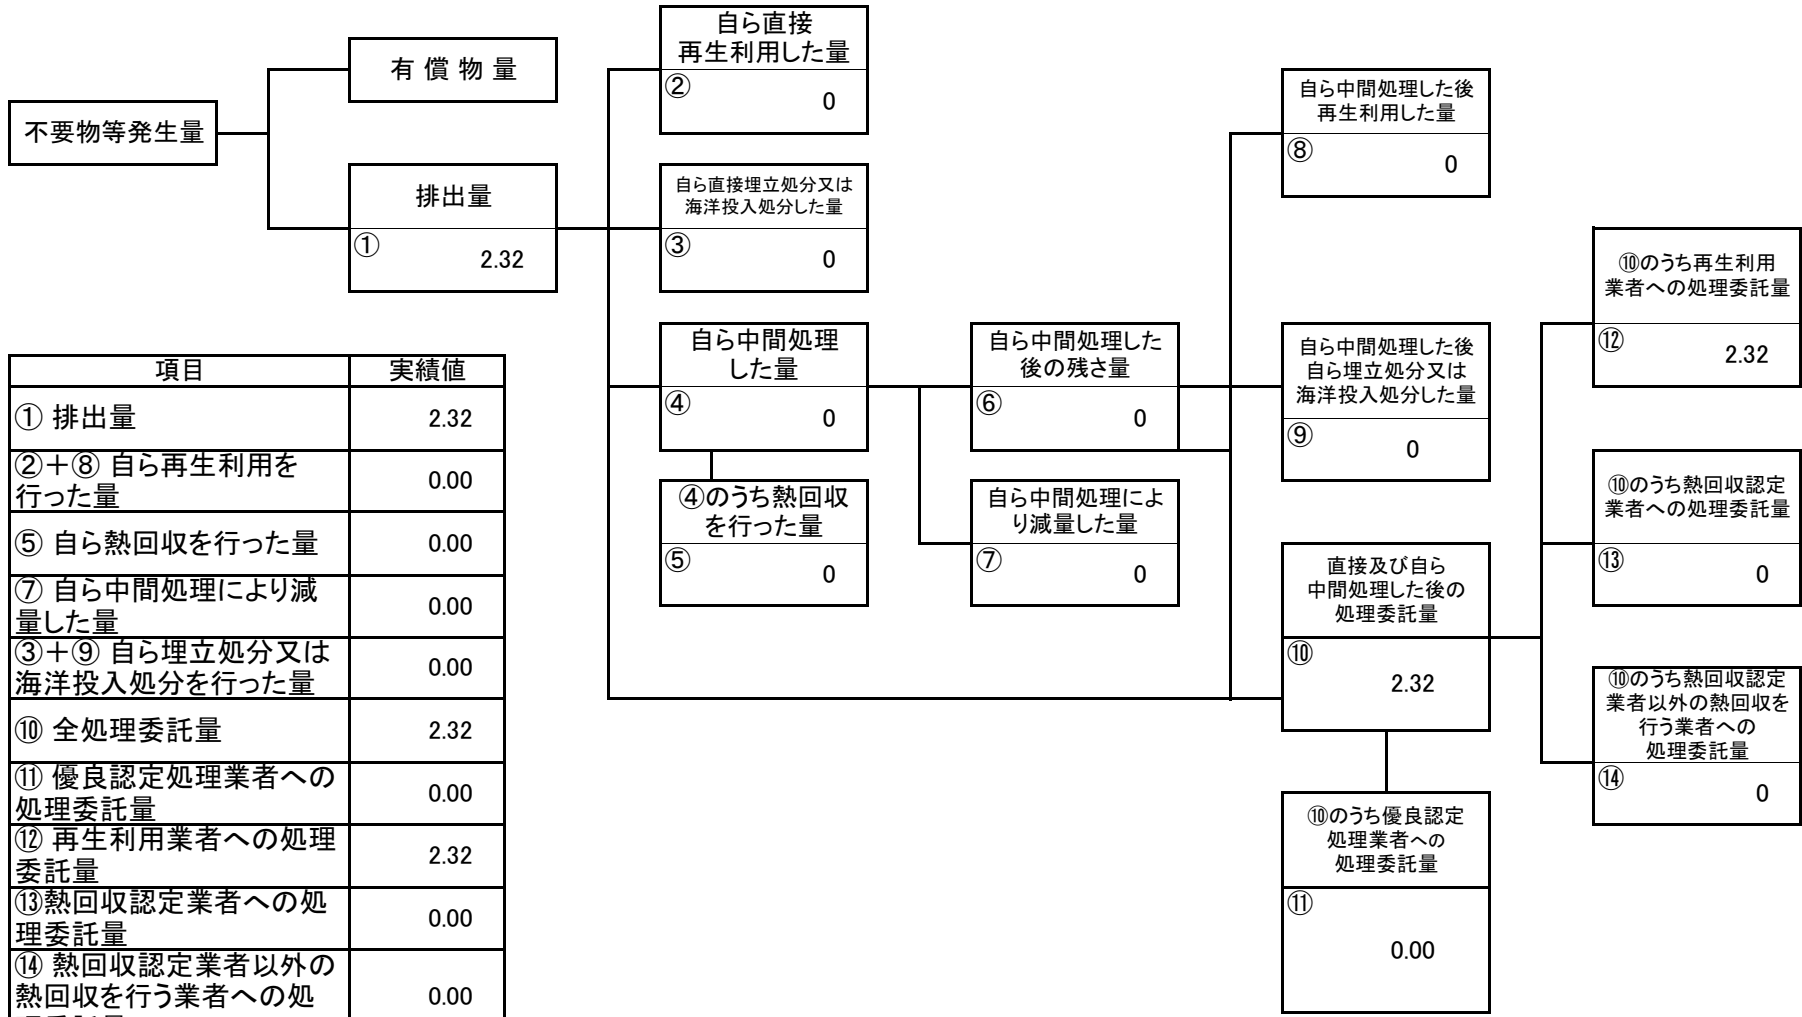 不要物等発生量
有 償 物 量
排出量
①
2.32
自ら直接
再生利用した量
②
0
自ら直接埋立処分又は
海洋投入処分した量
③
0
自ら中間処理
した量
④
0
④のうち熱回収
を行った量
⑤
0
自ら中間処理した
後の残さ量
⑥
0
自ら中間処理によ
り減量した量
⑦
0
自ら中間処理した後
再生利用した量
⑧
0
自ら中間処理した後
自ら埋立処分又は
海洋投入処分した量
⑨
0
直接及び自ら
中間処理した後の
処理委託量
⑩
2.32
⑩のうち優良認定
処理業者への
処理委託量
⑪
0.00
⑩のうち再生利用
業者への処理委託量
⑫
2.32
⑩のうち熱回収認定
業者への処理委託量
⑬
0
⑩のうち熱回収認定
業者以外の熱回収を
行う業者への
処理委託量
⑭
0
項目 実績値
① 排出量 2.32
②＋⑧ 自ら再生利用を
行った量 0.00
⑤ 自ら熱回収を行った量 0.00
⑦ 自ら中間処理により減
量した量 0.00
③＋⑨ 自ら埋立処分又は
海洋投入処分を行った量 0.00
⑩ 全処理委託量 2.32
⑪ 優良認定処理業者への
処理委託量 0.00
⑫ 再生利用業者への処理
委託量 2.32
⑬熱回収認定業者への処
理委託量 0.00
⑭ 熱回収認定業者以外の
熱回収を行う業者への処 0.00